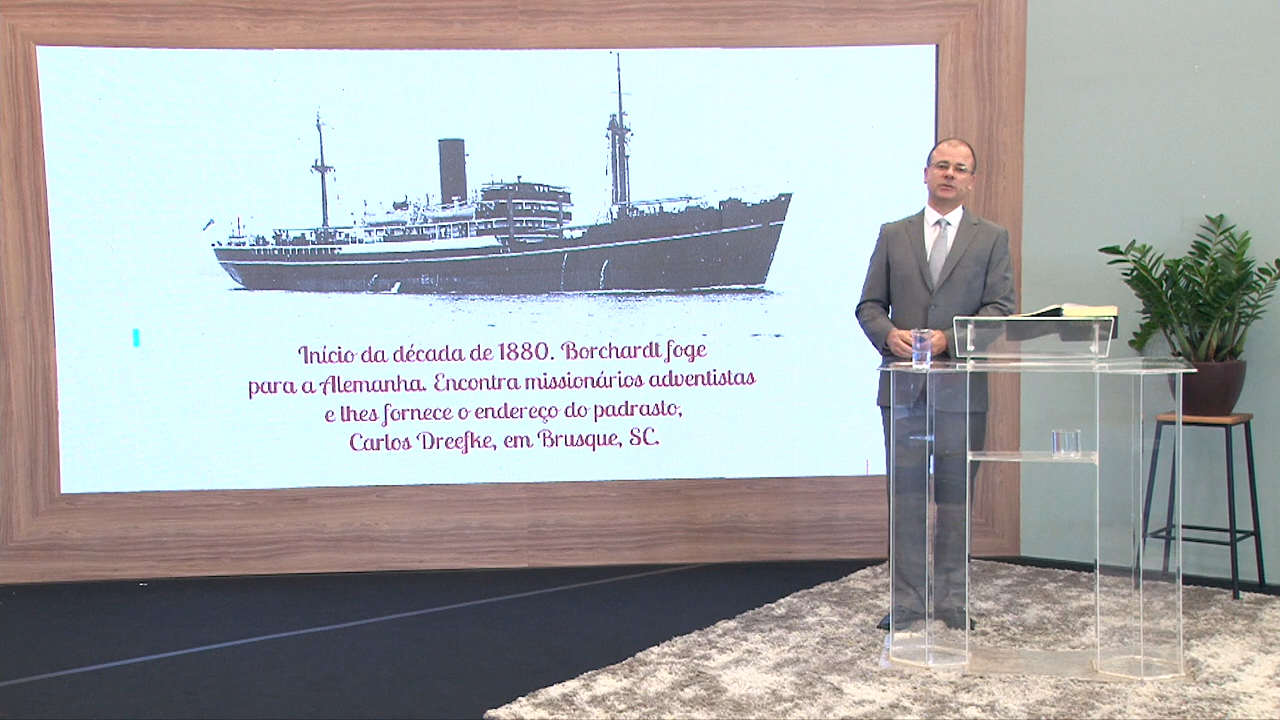 Início da década de 1880. Borchardt foge
para a Alemanha. Encontra missionários adventistas
e lhes fornece o endereço do padrasto,
Carlos Dreefke, em Brusque, SC.